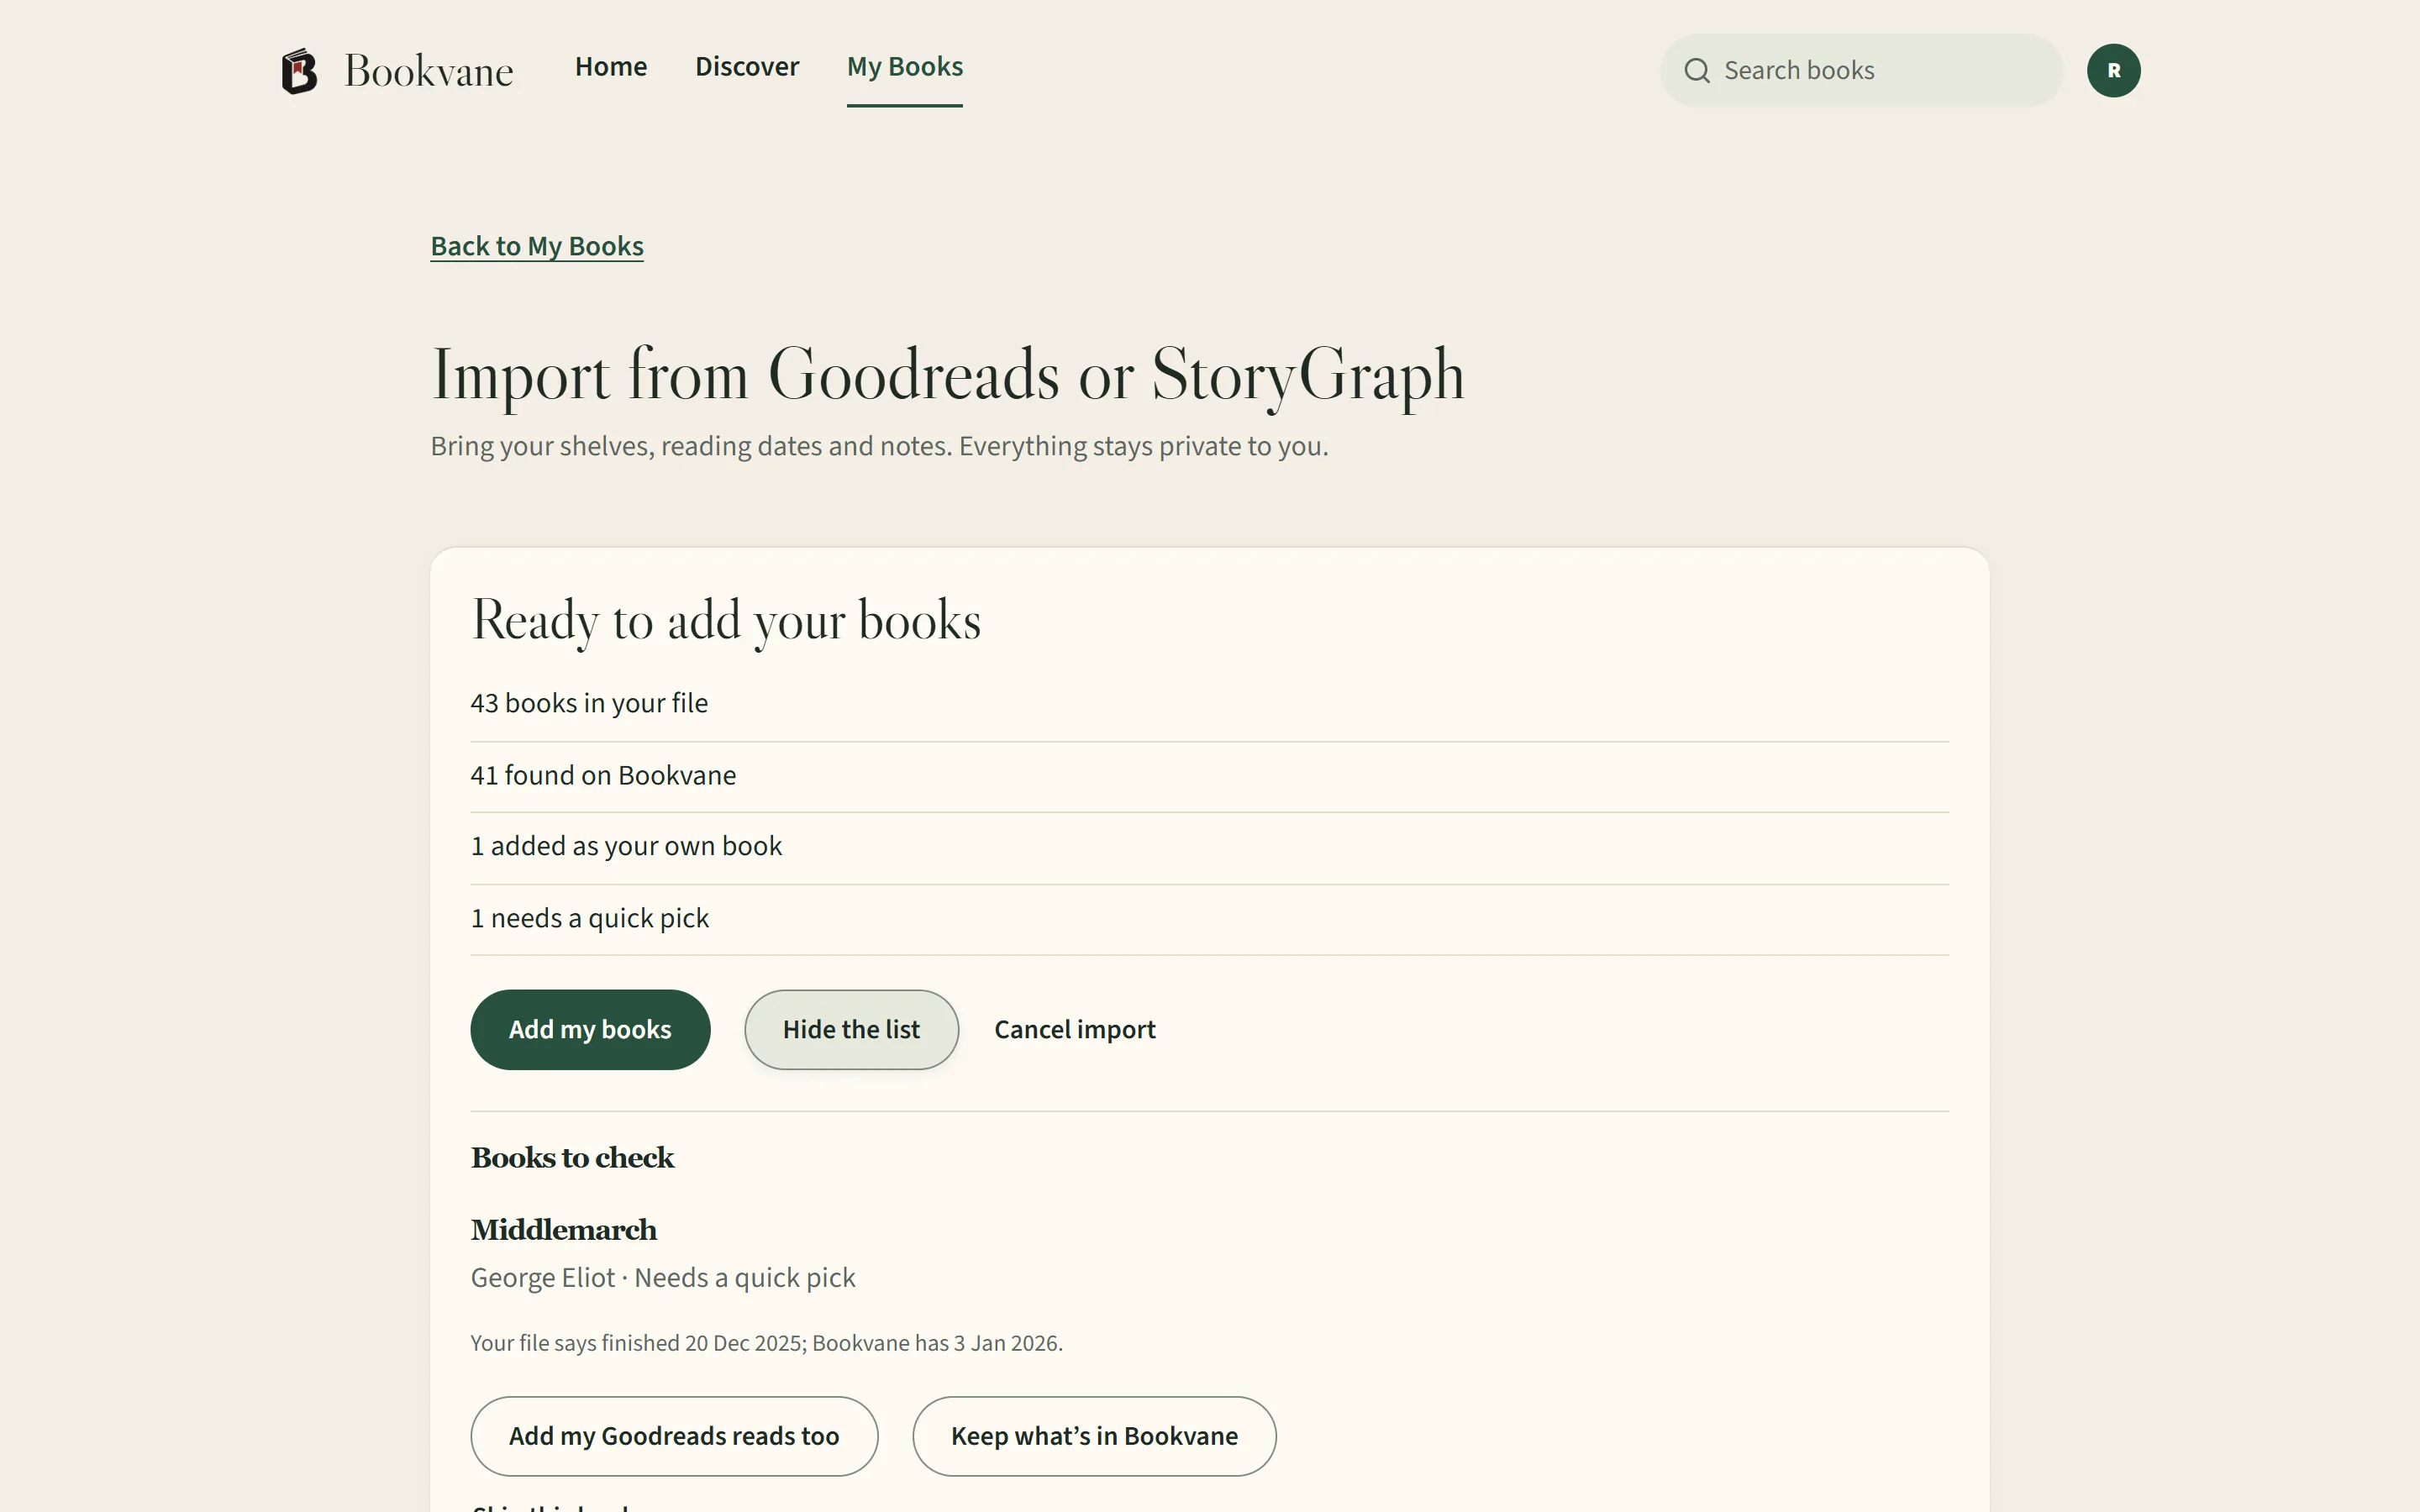 Bookvane
Home
Discover
My Books
Search books
R
Back to My Books
Import from Goodreads or StoryGraph
Bring your shelves, reading dates and notes. Everything stays private to you.
Ready to add your books
43 books in your file
41 found on Bookvane
1 added as your own book
1 needs a quick pick
Add my books
Hide the list
Cancel import
Books to check
Middlemarch
George Eliot · Needs a quick pick
Your file says finished 20 Dec 2025; Bookvane has 3 Jan 2026.
Add my Goodreads reads too
Keep what’s in Bookvane